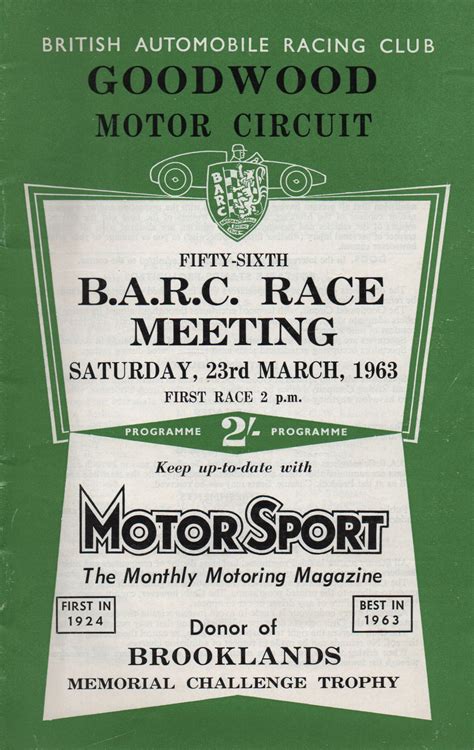 BRITISH AUTOMOBILE RACING CLUB
GOODWOOD
MOTOR CIRCUIT
BARC
FIFTY-SIXTH
B.A.R.C. RACE
MEETING
SATURDAY, 23rd MARCH, 1963
FIRST RACE 2 p.m.
PROGRAMME 2/- PROGRAMME
Keep up-to-date with
MOTOR SPORT
The Monthly Motoring Magazine
FIRST IN
1924
BEST IN
1963
Donor of
BROOKLANDS
MEMORIAL CHALLENGE TROPHY